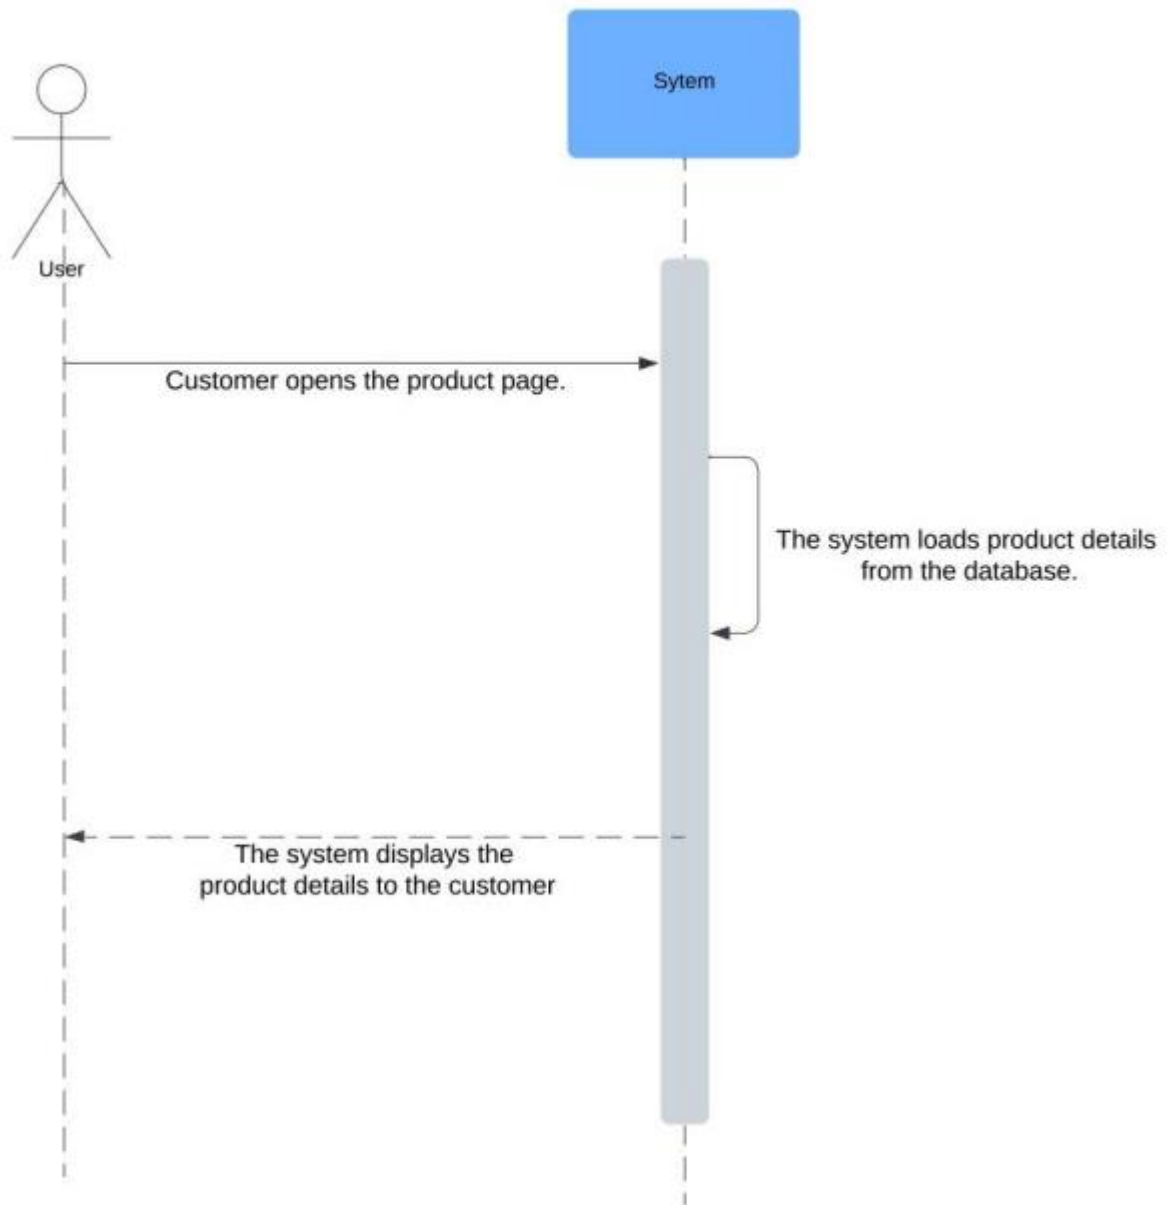 Sytem
User
Customer opens the product page.
The system loads product details
from the database.
The system displays the
product details to the customer